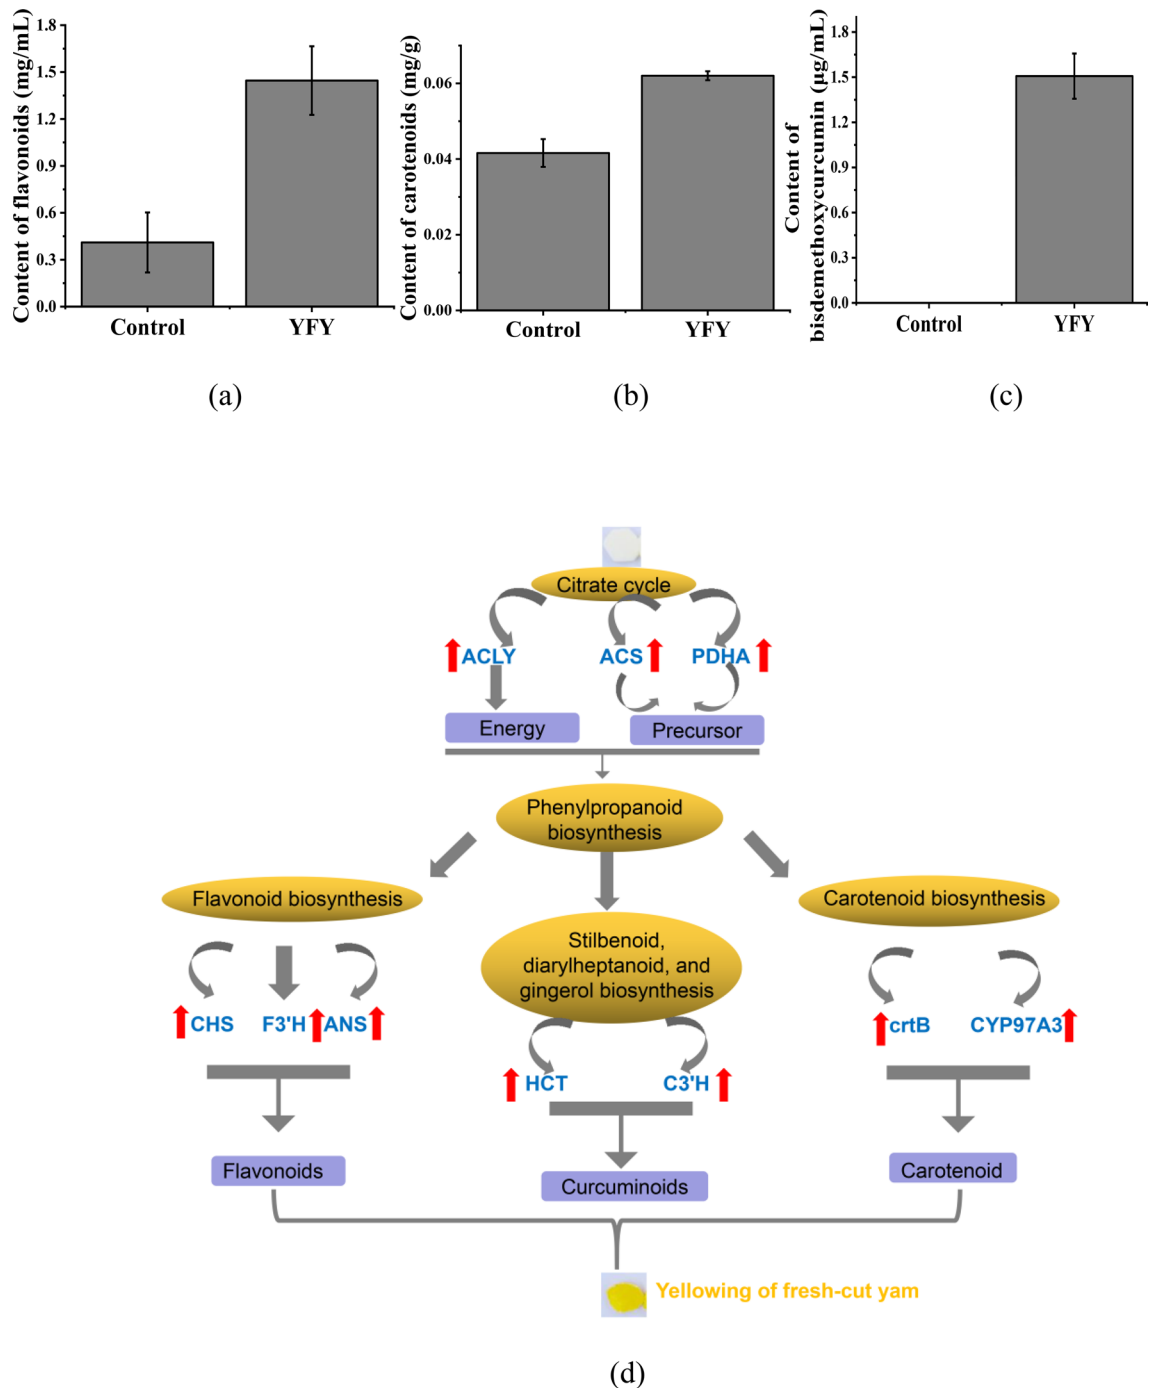 Content of flavonoids (mg/mL)
1.8
1.5
1.2
0.9
0.6
0.3
0.0
Control
YFY
(a)
Content of carotenoids (mg/g)
0.06
0.04
0.02
0.00
Control
YFY
(b)
Content of
bisdemethoxycurcumin (μg/mL)
1.8
1.5
1.2
0.9
0.6
0.3
0.0
Control
YFY
(c)
Citrate cycle
ACLY
ACS
PDHA
Energy
Precursor
Phenylpropanoid
biosynthesis
Flavonoid biosynthesis
Stilbenoid,
diarylheptanoid, and
gingerol biosynthesis
Carotenoid biosynthesis
CHS
F3'H
ANS
HCT
C3'H
crtB
CYP97A3
Flavonoids
Curcuminoids
Carotenoid
Yellowing of fresh-cut yam
(d)